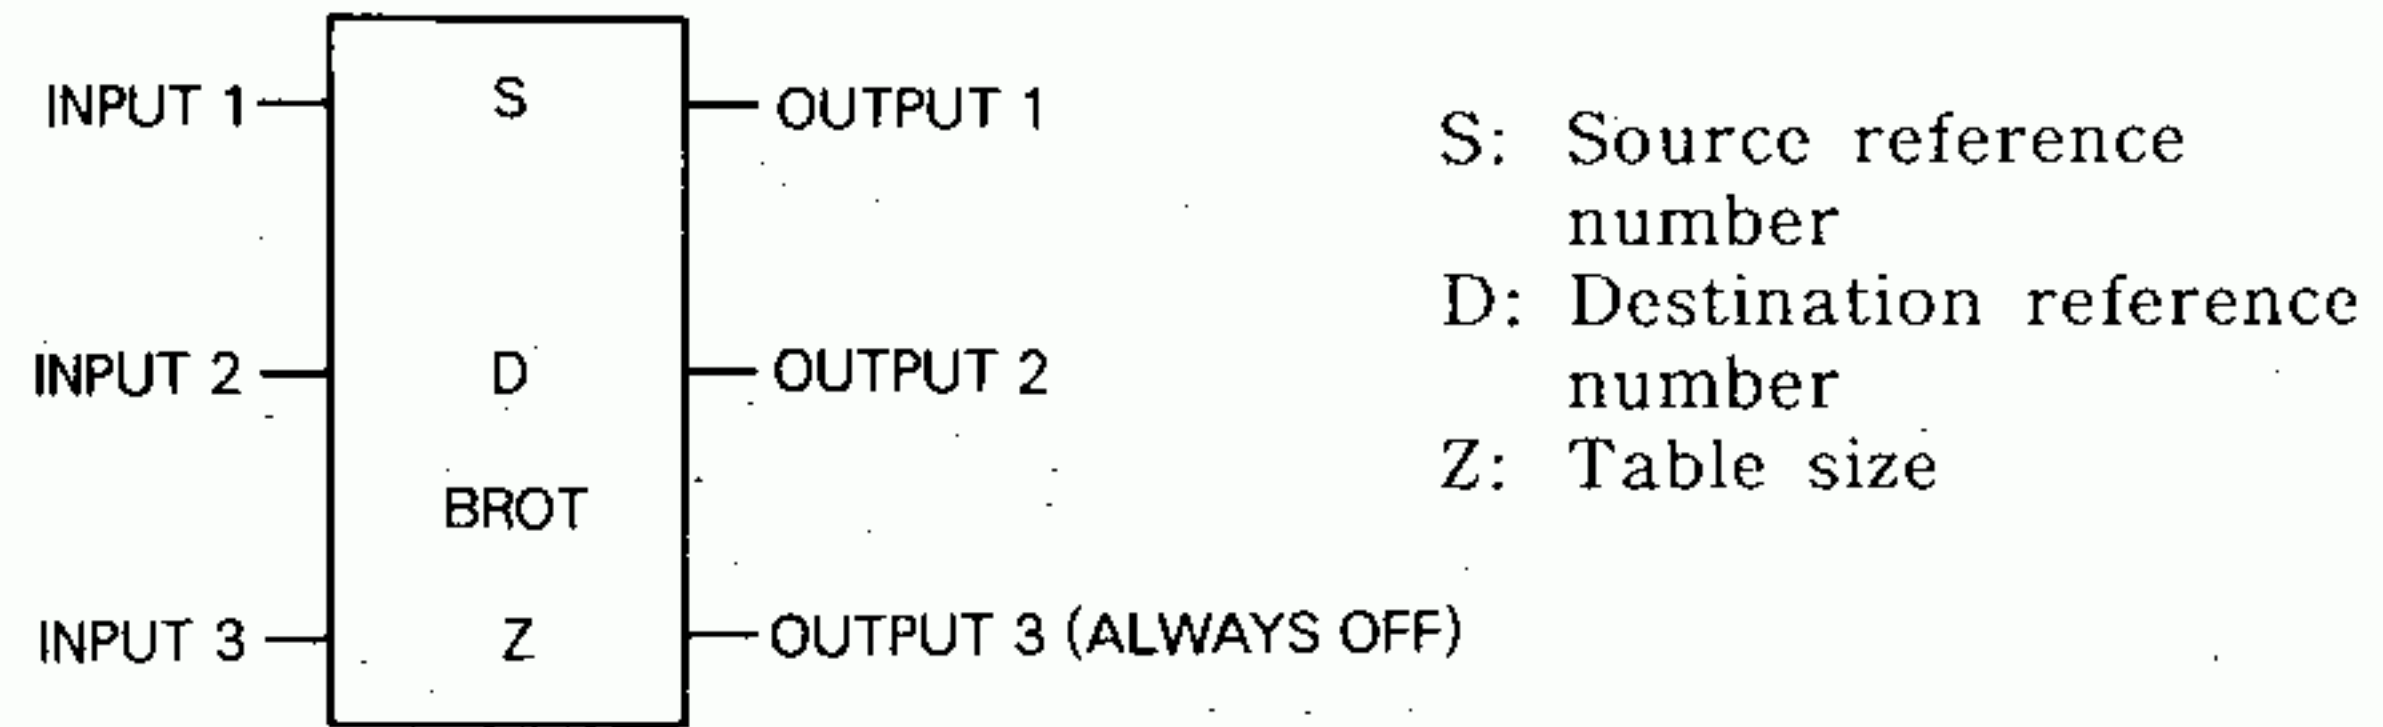 INPUT 1
S
OUTPUT 1
INPUT 2
D
OUTPUT 2
BROT
INPUT 3
Z
OUTPUT 3 (ALWAYS OFF)
S: Source reference
number
D: Destination reference
number
Z: Table size